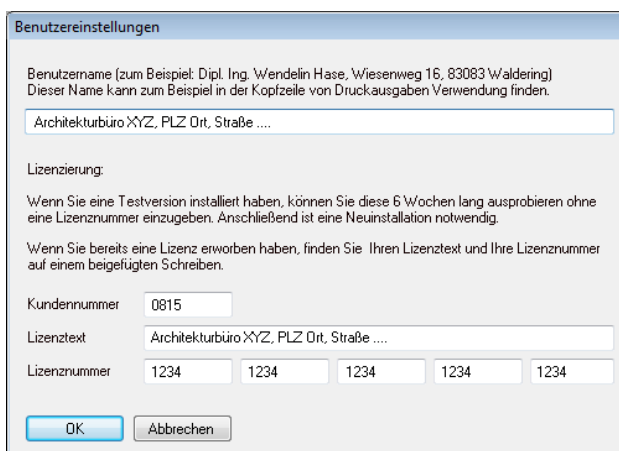 Benutzereinstellungen
Benutzername (zum Beispiel: Dipl. Ing. Wendelin Hase, Wiesenweg 16, 83083 Waldering)
Dieser Name kann zum Beispiel in der Kopfzeile von Druckausgaben Verwendung finden.
Architekturbüro XYZ, PLZ Ort, Straße ....
Lizenzierung:
Wenn Sie eine Testversion installiert haben, können Sie diese 6 Wochen lang ausprobieren ohne
eine Lizenznummer einzugeben. Anschließend ist eine Neuinstallation notwendig.
Wenn Sie bereits eine Lizenz erworben haben, finden Sie Ihren Lizenztext und Ihre Lizenznummer
auf einem beigefügten Schreiben.
Kundennummer 0815
Lizenztext Architekturbüro XYZ, PLZ Ort, Straße ....
Lizenznummer 1234 1234 1234 1234 1234
OK Abbrechen